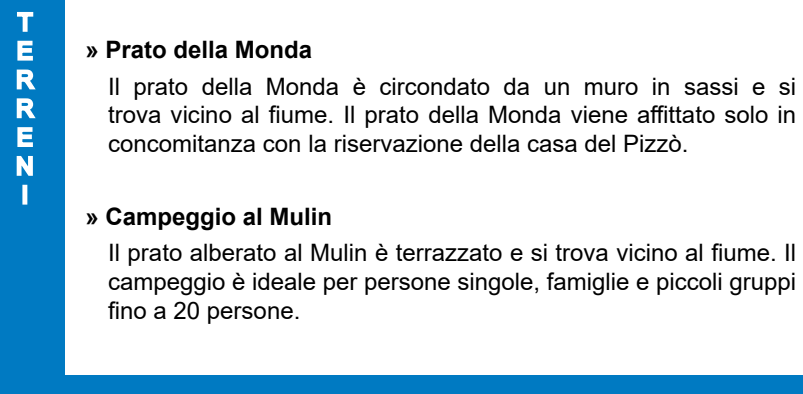 TERRENI
» Prato della Monda
Il prato della Monda è circondato da un muro in sassi e si
trova vicino al fiume. Il prato della Monda viene affittato solo in
concomitanza con la riservazione della casa del Pizzò.
» Campeggio al Mulin
Il prato alberato al Mulin è terrazzato e si trova vicino al fiume. Il
campeggio è ideale per persone singole, famiglie e piccoli gruppi
fino a 20 persone.